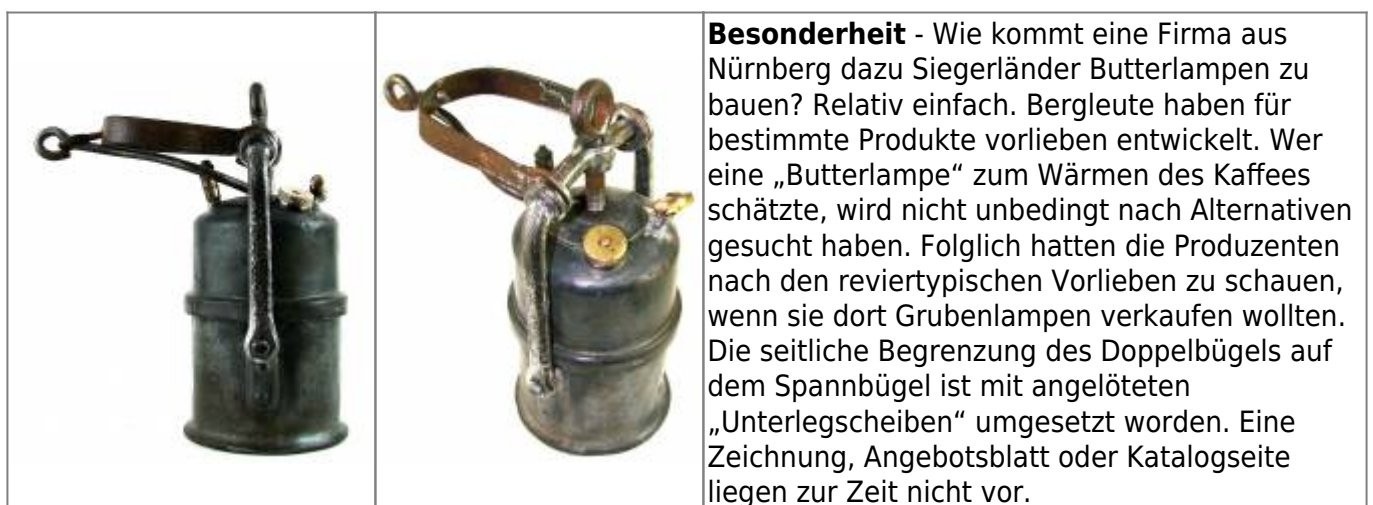 Besonderheit - Wie kommt eine Firma aus
Nürnberg dazu Siegerländer Butterlampen zu
bauen? Relativ einfach. Bergleute haben für
bestimmte Produkte vorlieben entwickelt. Wer
eine „Butterlampe“ zum Wärmen des Kaffees
schätzte, wird nicht unbedingt nach Alternativen
gesucht haben. Folglich hatten die Produzenten
nach den reviertypischen Vorlieben zu schauen,
wenn sie dort Grubenlampen verkaufen wollten.
Die seitliche Begrenzung des Doppelbügels auf
dem Spannbügel ist mit angelöteten
„Unterlegscheiben“ umgesetzt worden. Eine
Zeichnung, Angebotsblatt oder Katalogseite
liegen zur Zeit nicht vor.